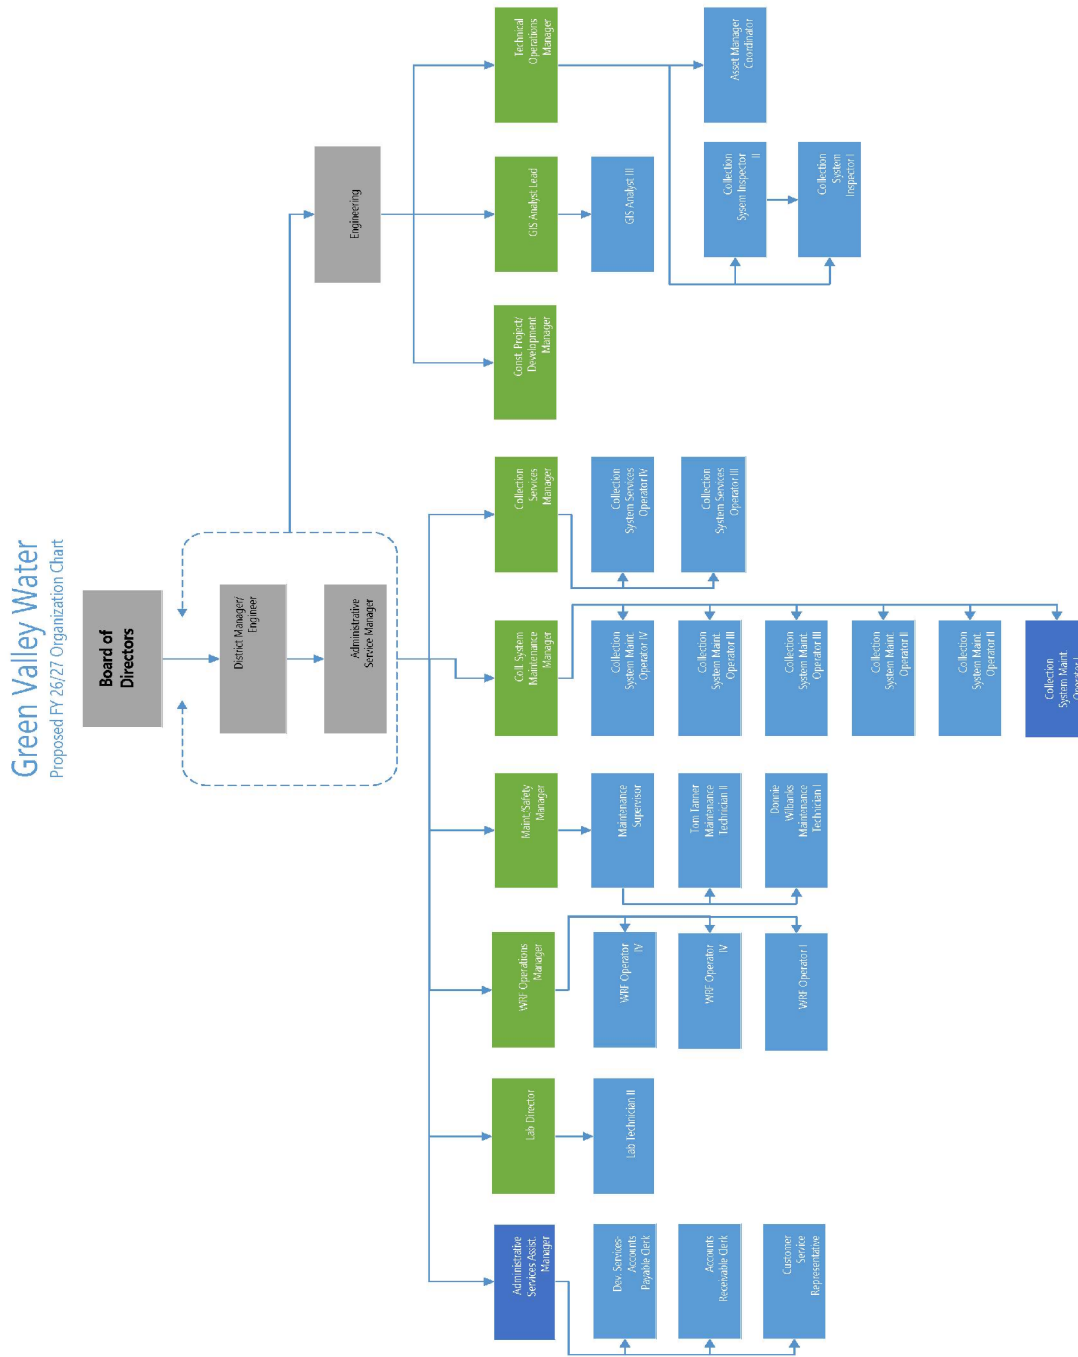 Green Valley Water
Proposed FY 26/27 Organization Chart
Board of
Directors
District Manager/
Engineer
Administrative
Service Manager
Engineering
Administrative
Services Assist.
Manager
Lab Director
WRF Operations
Manager
Maint./Safety
Manager
Coll. System
Maintenance
Manager
Collection
Services
Manager
Const. Project/
Development
Manager
GIS Analyst Lead
Technical
Operations
Manager
Dev. Services-
Accounts
Payable Clerk
Accounts
Receivable Clerk
Customer
Service
Representative
Lab Technician II
WRF Operator
IV
WRF Operator
IV
WRF Operator I
Maintenance
Supervisor
Tom Tanner
Maintenance
Technician II
Donnie
Wilbanks
Maintenance
Technician I
Collection
System Maint.
Operator IV
Collection
System Maint.
Operator III
Collection
System Maint.
Operator III
Collection
System Maint.
Operator II
Collection
System Maint.
Operator II
Collection
System Maint.
Operator I
Collection
System Services
Operator IV
Collection
System Services
Operator III
GIS Analyst III
Asset Manager
Coordinator
Collection
Sysem Inspector
II
Collection
System
Inspector I